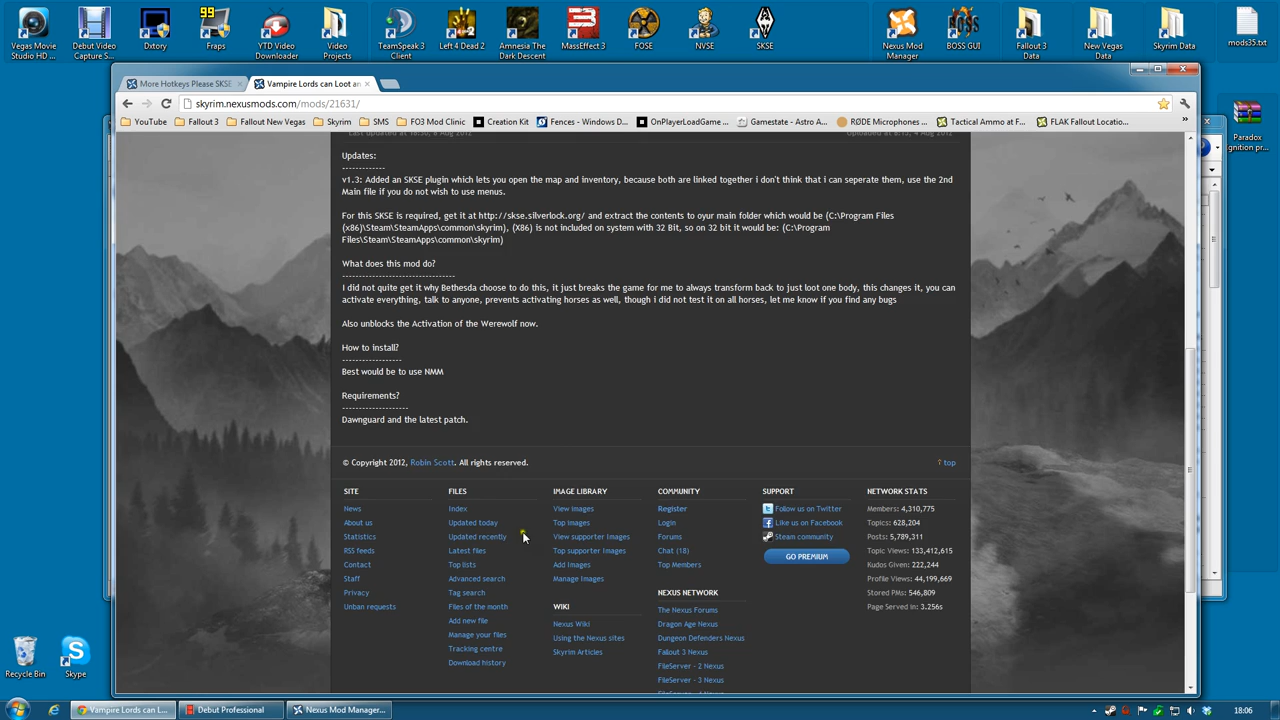 Vegas Movie Studio HD ...
Debut Video Capture S...
Dxtory
99
Fraps
YTD Video Downloader
Video Projects
TeamSpeak 3 Client
Left 4 Dead 2
Amnesia The Dark Descent
MassEffect 3
FOSE
NVSE
SKSE
Nexus Mod Manager
BOSS GUI
Fallout 3 Data
New Vegas Data
Skyrim Data
mods35.txt
More Hotkeys Please SKSE
Vampire Lords can Loot an
skyrim.nexusmods.com/mods/21631/
YouTube
Fallout 3
Fallout New Vegas
Skyrim
SMS
FO3 Mod Clinic
Creation Kit
Fences - Windows D...
OnPlayerLoadGame ...
Gamestate - Astro A...
RØDE Microphones ...
Tactical Ammo at F...
FLAK Fallout Locatio...
Paradox Ignition pr...
Updates:
-------------
v1.3: Added an SKSE plugin which lets you open the map and inventory, because both are linked together i don't think that i can seperate them, use the 2nd
Main file if you do not wish to use menus.
For this SKSE is required, get it at http://skse.silverlock.org/ and extract the contents to oyur main folder which would be (C:\Program Files
(x86)\Steam\SteamApps\common\skyrim), (X86) is not included on system with 32 Bit, so on 32 bit it would be: (C:\Program
Files\Steam\SteamApps\common\skyrim)
What does this mod do?
----------------------------------
I did not quite get it why Bethesda choose to do this, it just breaks the game for me to always transform back to just loot one body, this changes it, you can
activate everything, talk to anyone, prevents activating horses as well, though i did not test it on all horses, let me know if you find any bugs
Also unblocks the Activation of the Werewolf now.
How to install?
------------------
Best would be to use NMM
Requirements?
--------------------
Dawnguard and the latest patch.
© Copyright 2012, Robin Scott. All rights reserved.
top
SITE
News
About us
Statistics
RSS feeds
Contact
Staff
Privacy
Unban requests
FILES
Index
Updated today
Updated recently
Latest files
Top lists
Advanced search
Tag search
Files of the month
Add new file
Manage your files
Tracking centre
Download history
IMAGE LIBRARY
View images
Top images
View supporter Images
Top supporter Images
Add Images
Manage Images
WIKI
Nexus Wiki
Using the Nexus sites
Skyrim Articles
COMMUNITY
Register
Login
Forums
Chat (18)
Top Members
NEXUS NETWORK
The Nexus Forums
Dragon Age Nexus
Dungeon Defenders Nexus
Fallout 3 Nexus
FileServer - 2 Nexus
FileServer - 3 Nexus
SUPPORT
Follow us on Twitter
Like us on Facebook
Steam community
GO PREMIUM
NETWORK STATS
Members: 4,310,775
Topics: 628,204
Posts: 5,789,311
Topic Views: 133,412,615
Kudos Given: 222,244
Profile Views: 44,199,669
Stored PMs: 546,809
Page Served in: 3.256s
Recycle Bin
Skype
Vampire Lords can L...
Debut Professional
Nexus Mod Manager...
18:06